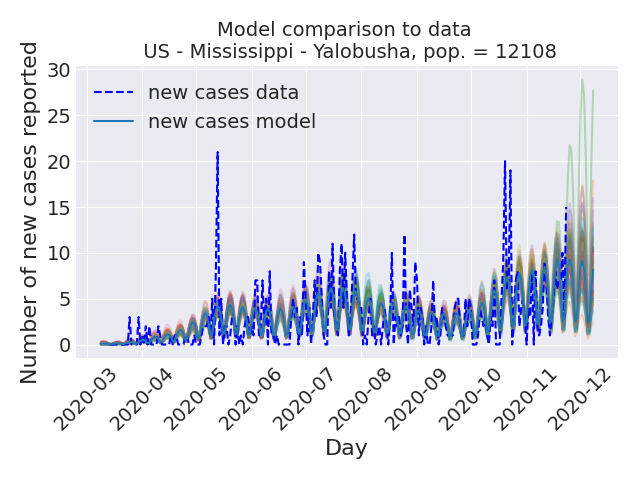 Model comparison to data
US - Mississippi - Yalobusha, pop. = 12108
Number of new cases reported
30
25
20
15
10
5
0
new cases data
new cases model
2020-03
2020-04
2020-05
2020-06
2020-07
2020-08
2020-09
2020-10
2020-11
2020-12
Day